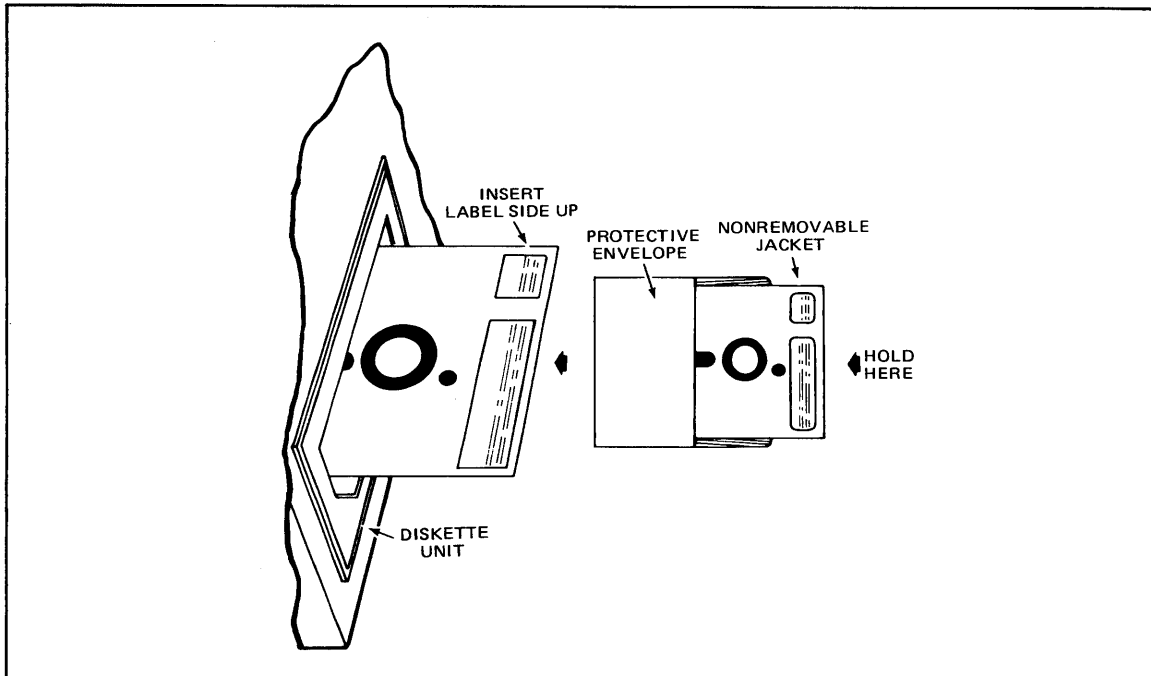 INSERT
LABEL SIDE UP
PROTECTIVE
ENVELOPE
NONREMOVABLE
JACKET
HOLD
HERE
DISKETTE
UNIT